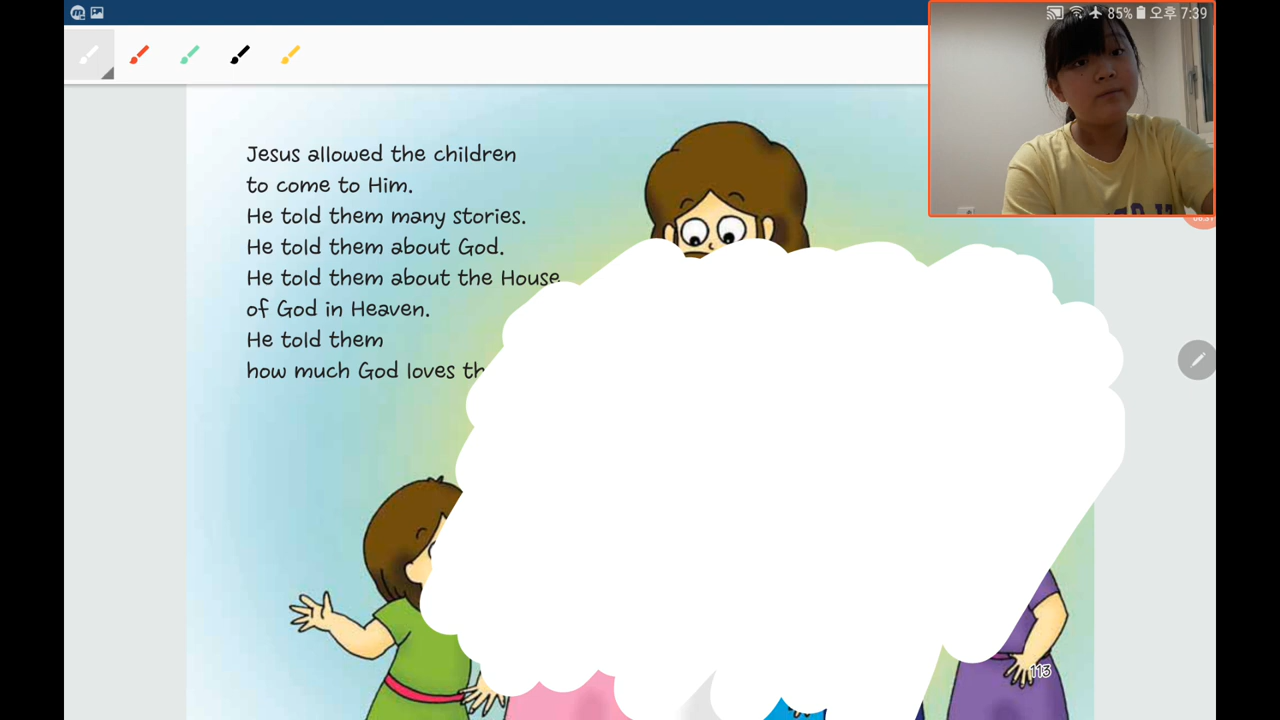 85% 오후 7:39
Jesus allowed the children
to come to Him.
He told them many stories.
He told them about God.
He told them about the House
of God in Heaven.
He told them
how much God loves
113